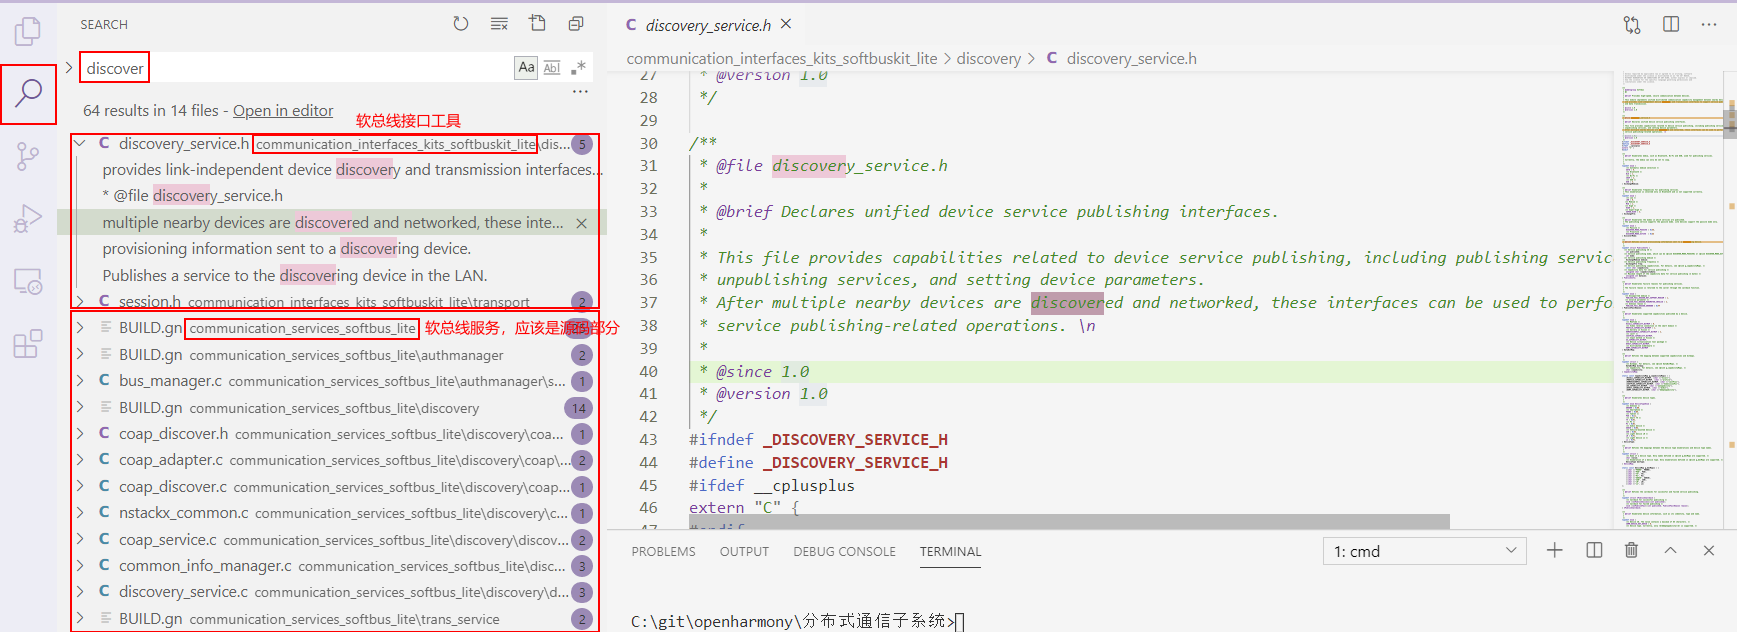 SEARCH
discover
Aa
Abl
.*
64 results in 14 files - Open in editor
软总线接口工具
discovery_service.h communication_interfaces_kits_softbuskit_lite\dis... 5
provides link-independent device discovery and transmission interfaces...
* @file discovery_service.h
multiple nearby devices are discovered and networked, these inte...
provisioning information sent to a discovering device.
Publishes a service to the discovering device in the LAN.
C session.h communication_interfaces_kits_softbuskit_lite\transport 2
BUILD.gn communication_services_softbus_lite 软总线服务，应该是源码部分
BUILD.gn communication_services_softbus_lite\authmanager 2
C bus_manager.c communication_services_softbus_lite\authmanager\s... 1
BUILD.gn communication_services_softbus_lite\discovery 14
C coap_discover.h communication_services_softbus_lite\discovery\coa... 1
C coap_adapter.c communication_services_softbus_lite\discovery\coap\... 2
C coap_discover.c communication_services_softbus_lite\discovery\coap... 1
C nstackx_common.c communication_services_softbus_lite\discovery\c... 1
C coap_service.c communication_services_softbus_lite\discovery\discov... 2
C common_info_manager.c communication_services_softbus_lite\disc... 3
C discovery_service.c communication_services_softbus_lite\discovery\d... 3
BUILD.gn communication_services_softbus_lite\trans_service 2
C discovery_service.h
communication_interfaces_kits_softbuskit_lite > discovery > C discovery_service.h
27 * @version 1.0
28 */
29
30 /**
31 * @file discovery_service.h
32 *
33 * @brief Declares unified device service publishing interfaces.
34 *
35 * This file provides capabilities related to device service publishing, including publishing servic
36 * unpublishing services, and setting device parameters.
37 * After multiple nearby devices are discovered and networked, these interfaces can be used to perfo
38 * service publishing-related operations. \n
39 *
40 * @since 1.0
41 * @version 1.0
42 */
43 #ifndef _DISCOVERY_SERVICE_H
44 #define _DISCOVERY_SERVICE_H
45 #ifdef __cplusplus
46 extern "C" {
47 #endif
PROBLEMS OUTPUT DEBUG CONSOLE TERMINAL
1: cmd
C:\git\openharmony\分布式通信子系统>